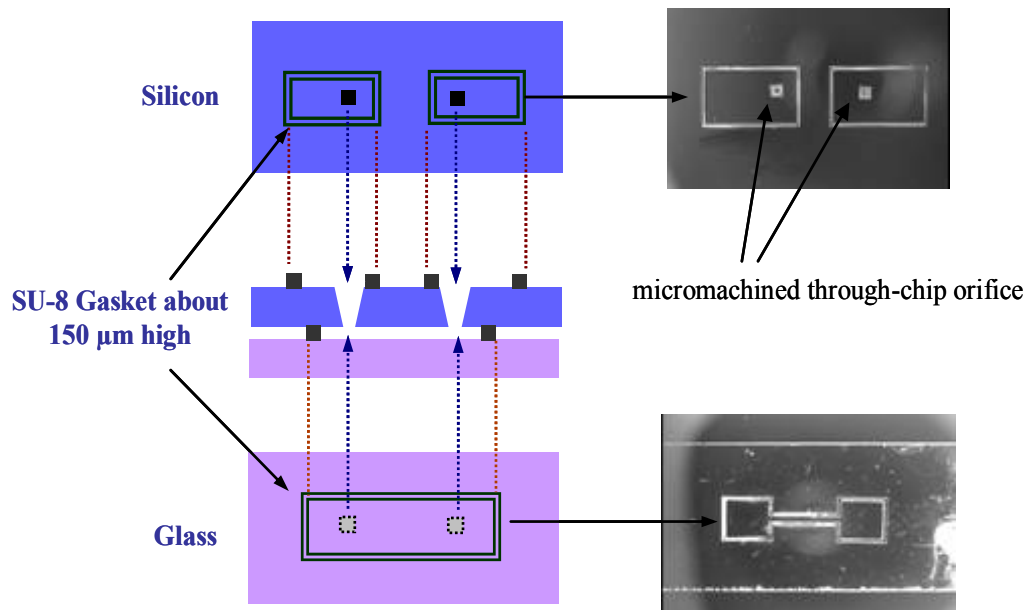 Silicon
SU-8 Gasket about
150 µm high
micromachined through-chip orifice
Glass